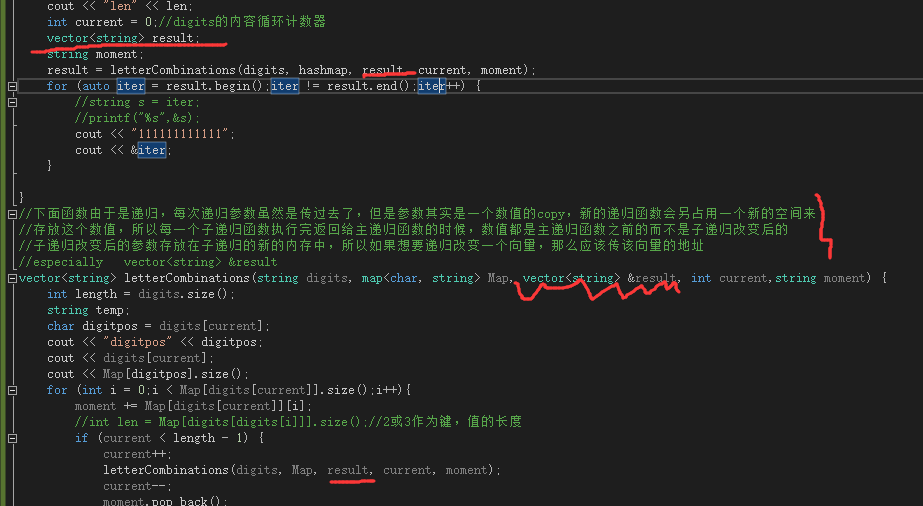 cout << "len" << len;
int current = 0;//digits的内容循环计数器
vector<string> result;
string moment;
result = letterCombinations(digits, hashmap, result, current, moment);
for (auto iter = result.begin();iter != result.end();iter++) {
//string s = iter;
//printf("%s",&s);
cout << "111111111111";
cout << &iter;
}
}
//下面函数由于是递归，每次递归参数虽然是传过去了，但是参数其实是一个数值的copy，新的递归函数会另占用一个新的空间来
//存放这个数值，所以每一个子递归函数执行完返回给主递归函数的时候，数值都是主递归函数之前的而不是子递归改变后的
//子递归改变后的参数存放在子递归的新的内存中，所以如果想要递归改变一个向量，那么应该传该向量的地址
//especially vector<string> &result
vector<string> letterCombinations(string digits, map<char, string> Map, vector<string> &result, int current,string moment) {
int length = digits.size();
string temp;
char digitpos = digits[current];
cout << "digitpos" << digitpos;
cout << digits[current];
cout << Map[digitpos].size();
for (int i = 0;i < Map[digits[current]].size();i++){
moment += Map[digits[current]][i];
//int len = Map[digits[digits[i]]].size();//2或3作为键，值的长度
if (current < length - 1) {
current++;
letterCombinations(digits, Map, result, current, moment);
current--;
moment.pop_back();